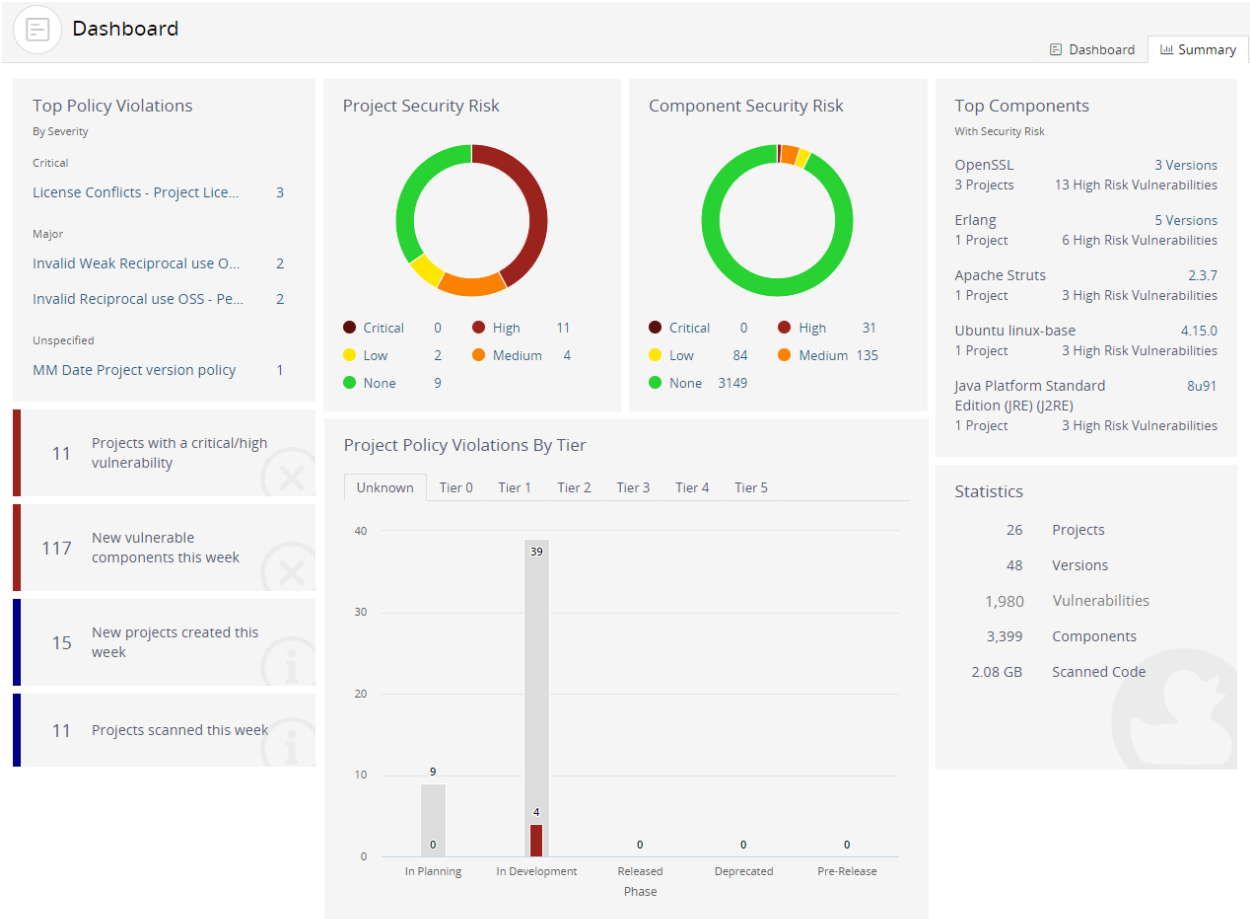 Dashboard
Dashboard
Summary
Top Policy Violations
By Severity
Critical
License Conflicts - Project Lice... 3
Major
Invalid Weak Reciprocal use O... 2
Invalid Reciprocal use OSS - Pe... 2
Unspecified
MM Date Project version policy 1
11 Projects with a critical/high
vulnerability
117 New vulnerable
components this week
15 New projects created this
week
11 Projects scanned this week
Project Security Risk
Critical 0 High 11
Low 2 Medium 4
None 9
Component Security Risk
Critical 0 High 31
Low 84 Medium 135
None 3149
Project Policy Violations By Tier
Unknown Tier 0 Tier 1 Tier 2 Tier 3 Tier 4 Tier 5
40
39
30
20
10
9
4
0 0 0 0 0
In Planning In Development Released Deprecated Pre-Release
Phase
Top Components
With Security Risk
OpenSSL 3 Versions
3 Projects 13 High Risk Vulnerabilities
Erlang 5 Versions
1 Project 6 High Risk Vulnerabilities
Apache Struts 2.3.7
1 Project 3 High Risk Vulnerabilities
Ubuntu linux-base 4.15.0
1 Project 3 High Risk Vulnerabilities
Java Platform Standard 8u91
Edition (JRE) (J2RE)
1 Project 3 High Risk Vulnerabilities
Statistics
26 Projects
48 Versions
1,980 Vulnerabilities
3,399 Components
2.08 GB Scanned Code